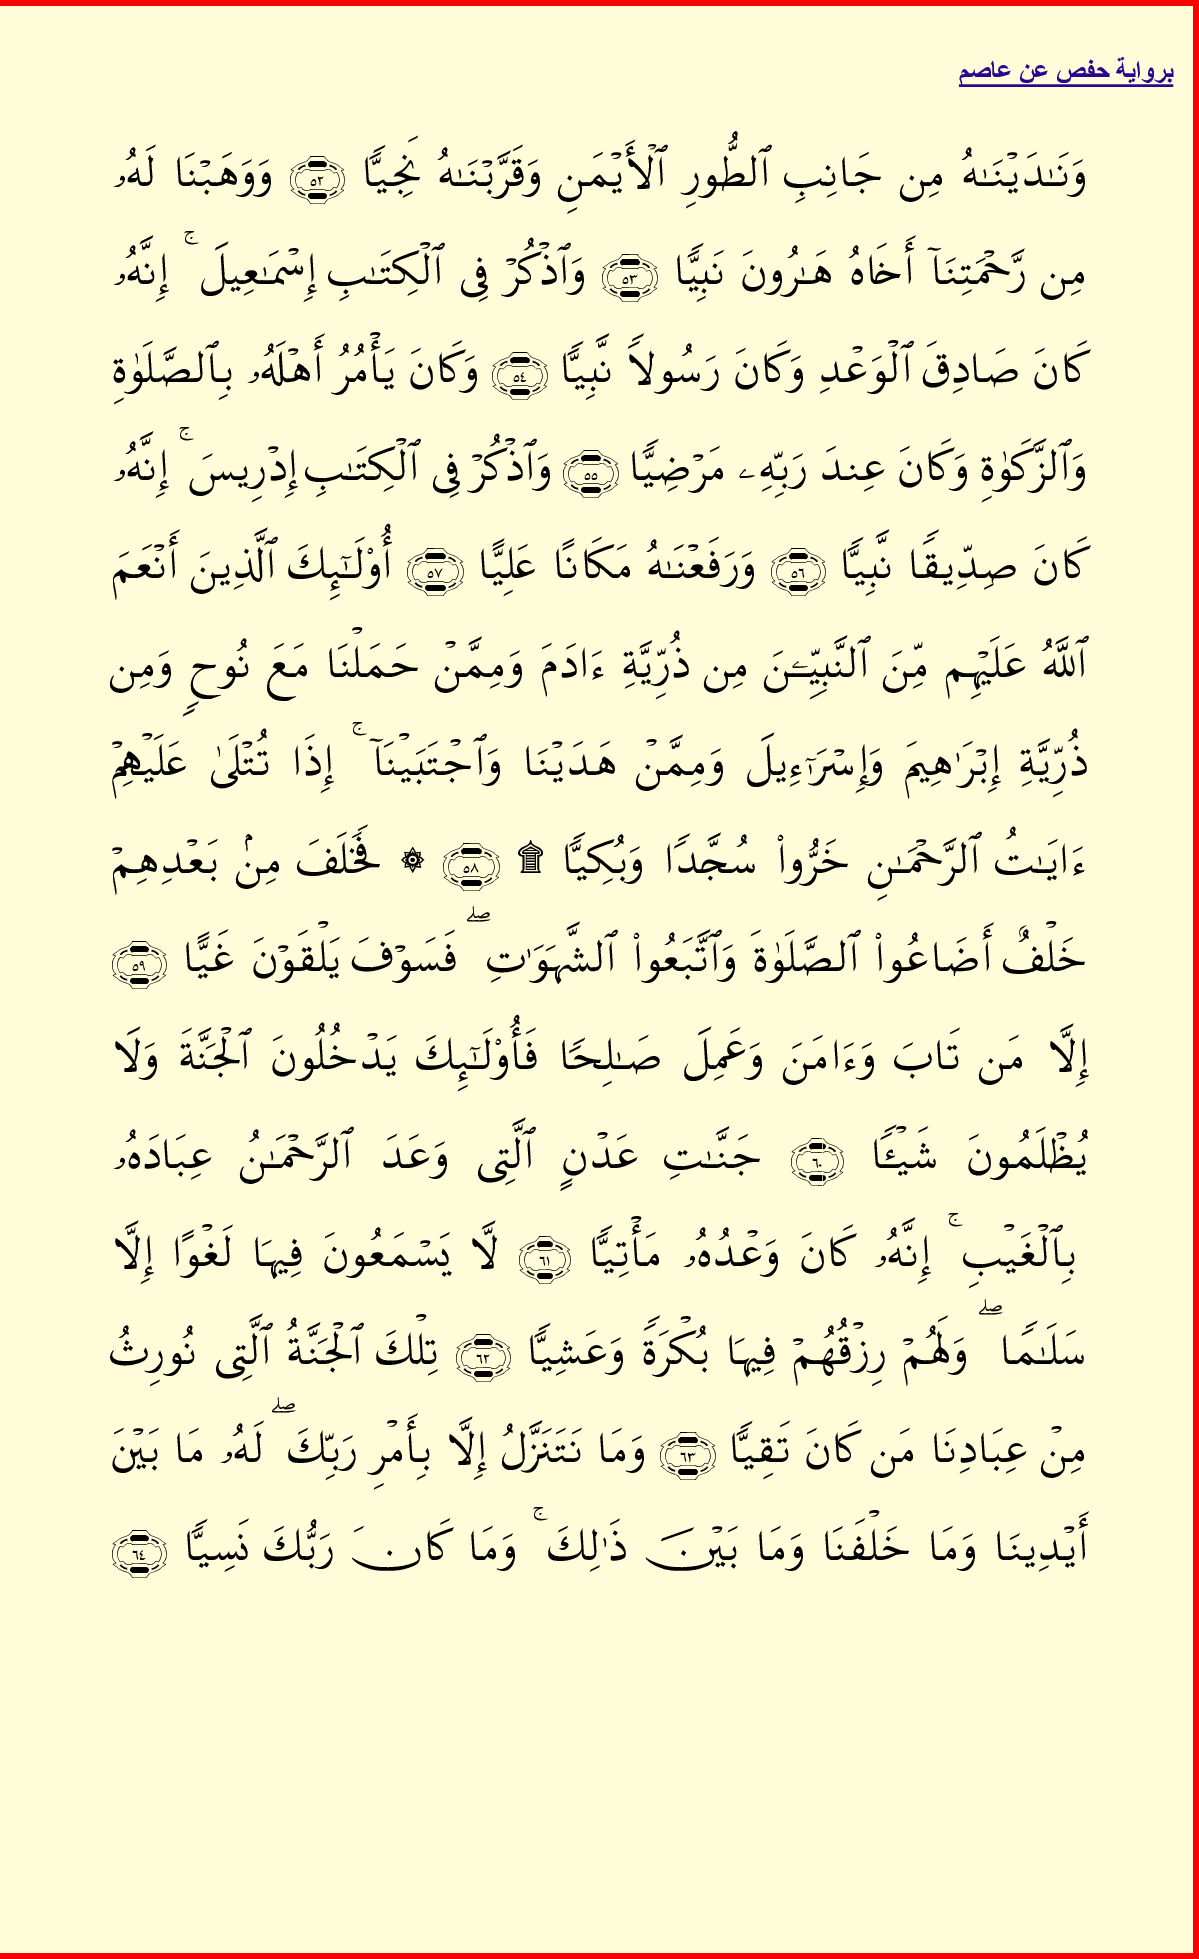 برواية حفص عن عاصم
وَنَـٰدَيۡنَـٰهُ مِن جَانِبِ ٱلطُّورِ ٱلۡأَيۡمَنِ وَقَرَّبۡنَـٰهُ نَجِيًّا ٥٢ وَوَهَبۡنَا لَهُۥ
مِن رَّحۡمَتِنَآ أَخَاهُ هَـٰرُونَ نَبِيًّا ٥٣ وَٱذۡكُرۡ فِى ٱلۡكِتَـٰبِ إِسۡمَـٰعِيلَ ۚ إِنَّهُۥ
كَانَ صَادِقَ ٱلۡوَعۡدِ وَكَانَ رَسُولًا نَّبِيًّا ٥٤ وَكَانَ يَأۡمُرُ أَهۡلَهُۥ بِٱلصَّلَوٰةِ
وَٱلزَّكَوٰةِ وَكَانَ عِندَ رَبِّهِۦ مَرۡضِيًّا ٥٥ وَٱذۡكُرۡ فِى ٱلۡكِتَـٰبِ إِدۡرِيسَ ۚ إِنَّهُۥ
كَانَ صِدِّيقًا نَّبِيًّا ٥٦ وَرَفَعۡنَـٰهُ مَكَانًا عَلِيًّا ٥٧ أُوْلَـٰٓئِكَ ٱلَّذِينَ أَنۡعَمَ
ٱللَّهُ عَلَيۡهِم مِّنَ ٱلنَّبِيِّـۧنَ مِن ذُرِّيَّةِ ءَادَمَ وَمِمَّنۡ حَمَلۡنَا مَعَ نُوحٍ وَمِن
ذُرِّيَّةِ إِبۡرَٰهِيمَ وَإِسۡرَٰٓءِيلَ وَمِمَّنۡ هَدَيۡنَا وَٱجۡتَبَيۡنَآ ۚ إِذَا تُتۡلَىٰ عَلَيۡهِمۡ
ءَايَـٰتُ ٱلرَّحۡمَـٰنِ خَرُّواْ سُجَّدًا وَبُكِيًّا ۩ ٥٨ ۞ فَخَلَفَ مِنۢ بَعۡدِهِمۡ
خَلۡفٌ أَضَاعُواْ ٱلصَّلَوٰةَ وَٱتَّبَعُواْ ٱلشَّهَوَٰتِ ۖ فَسَوۡفَ يَلۡقَوۡنَ غَيًّا ٥٩
إِلَّا مَن تَابَ وَءَامَنَ وَعَمِلَ صَـٰلِحًا فَأُوْلَـٰٓئِكَ يَدۡخُلُونَ ٱلۡجَنَّةَ وَلَا
يُظۡلَمُونَ شَيۡـًٔا ٦٠ جَنَّـٰتِ عَدۡنٍ ٱلَّتِى وَعَدَ ٱلرَّحۡمَـٰنُ عِبَادَهُۥ
بِٱلۡغَيۡبِ ۚ إِنَّهُۥ كَانَ وَعۡدُهُۥ مَأۡتِيًّا ٦١ لَّا يَسۡمَعُونَ فِيهَا لَغۡوًا إِلَّا
سَلَـٰمًا ۖ وَلَهُمۡ رِزۡقُهُمۡ فِيهَا بُكۡرَةً وَعَشِيًّا ٦٢ تِلۡكَ ٱلۡجَنَّةُ ٱلَّتِى نُورِثُ
مِنۡ عِبَادِنَا مَن كَانَ تَقِيًّا ٦٣ وَمَا نَتَنَزَّلُ إِلَّا بِأَمۡرِ رَبِّكَ ۖ لَهُۥ مَا بَيۡنَ
أَيۡدِينَا وَمَا خَلۡفَنَا وَمَا بَيۡنَ ذَٰلِكَ ۚ وَمَا كَانَ رَبُّكَ نَسِيًّا ٦٤